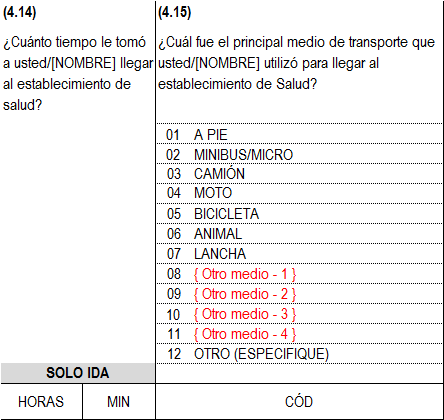 (4.14)
¿Cuánto tiempo le tomó
a usted/[NOMBRE] llegar
al establecimiento de
salud?
SOLO IDA
HORAS MIN
(4.15)
¿Cuál fue el principal medio de transporte que
usted/[NOMBRE] utilizó para llegar al
establecimiento de Salud?
01 A PIE
02 MINIBUS/MICRO
03 CAMIÓN
04 MOTO
05 BICICLETA
06 ANIMAL
07 LANCHA
08 { Otro medio - 1 }
09 { Otro medio - 2 }
10 { Otro medio - 3 }
11 { Otro medio - 4 }
12 OTRO (ESPECIFIQUE)
CÓD